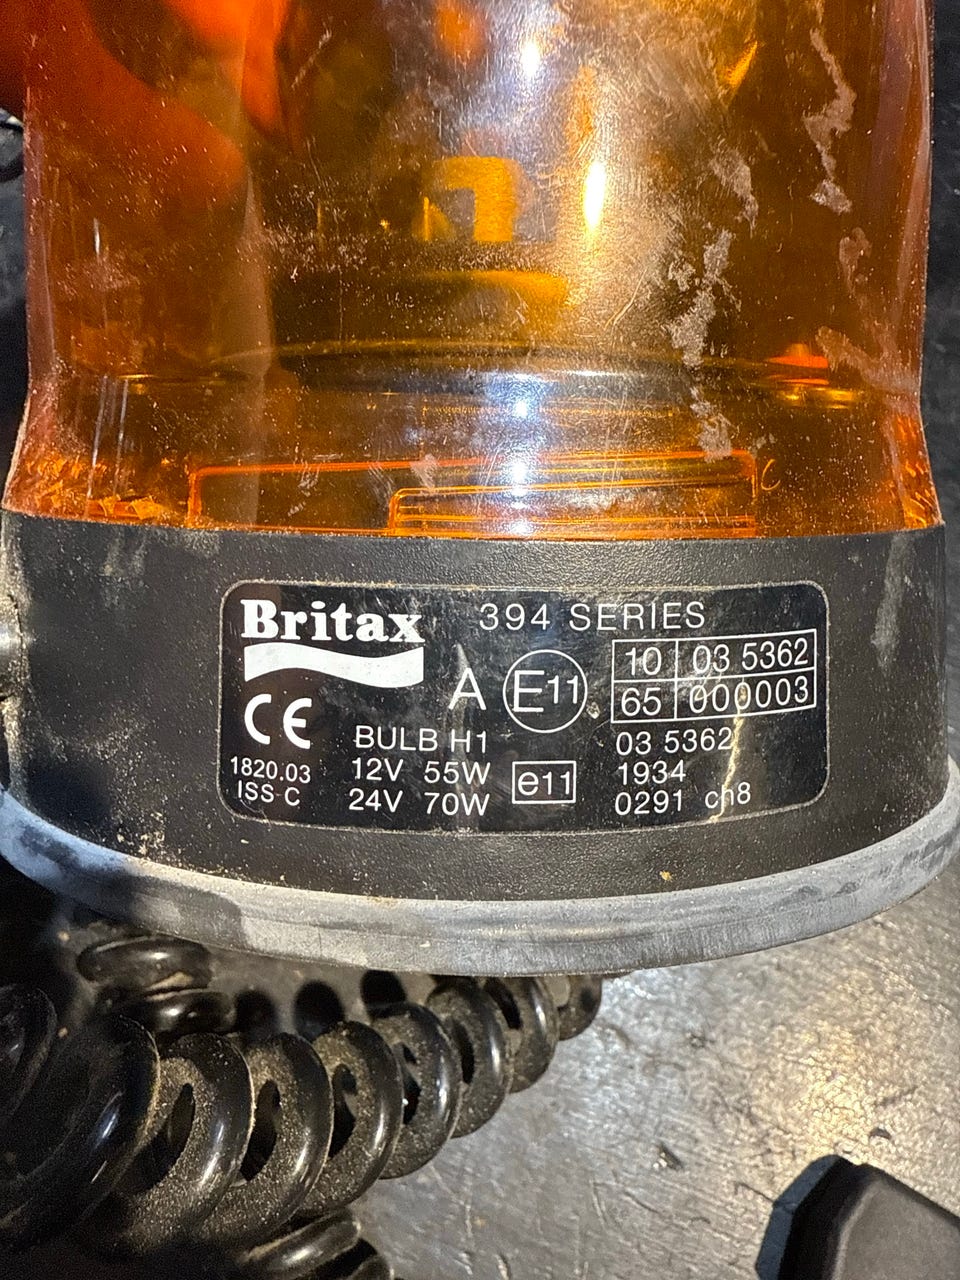 Britax 394 SERIES
10 03 5362
A E11
65 000003
CE
BULB H1 03 5362
1820.03 12V 55W e11 1934
ISS C 24V 70W 0291 ch8